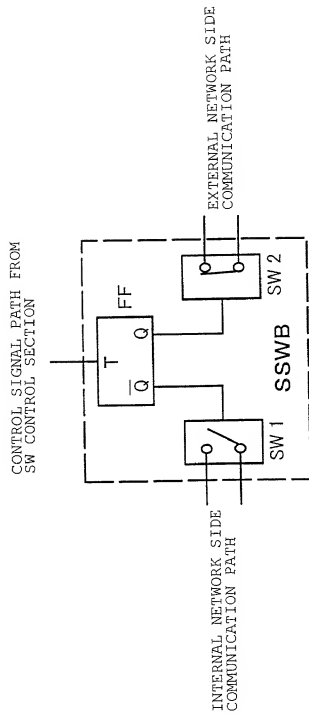 CONTROL SIGNAL PATH FROM
SW CONTROL SECTION
T
FF
Q̅
Q
SW 1
SW 2
SSWB
INTERNAL NETWORK SIDE
COMMUNICATION PATH
EXTERNAL NETWORK SIDE
COMMUNICATION PATH